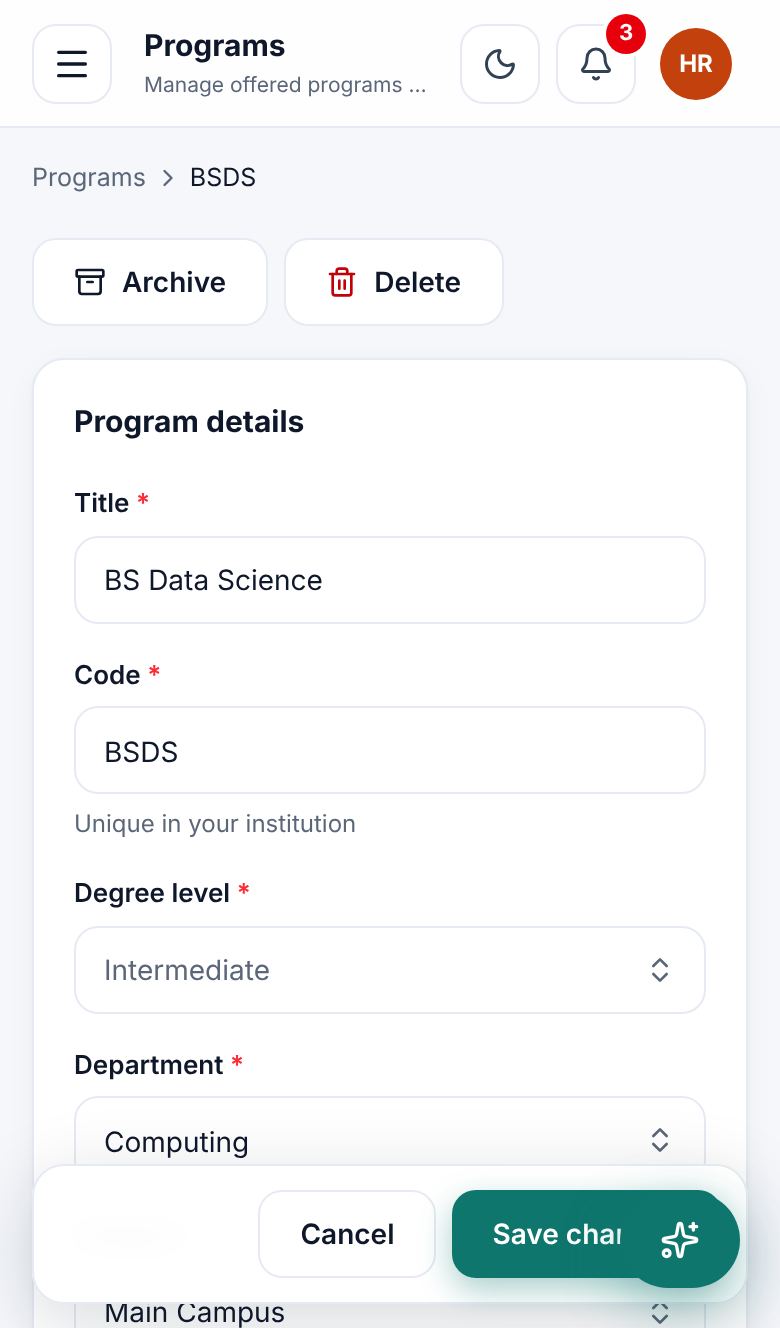 Programs
3
HR
Manage offered programs ...
Programs > BSDS
Archive
Delete
Program details
Title *
BS Data Science
Code *
BSDS
Unique in your institution
Degree level *
Intermediate
Department *
Computing
Cancel
Save
Main Campus